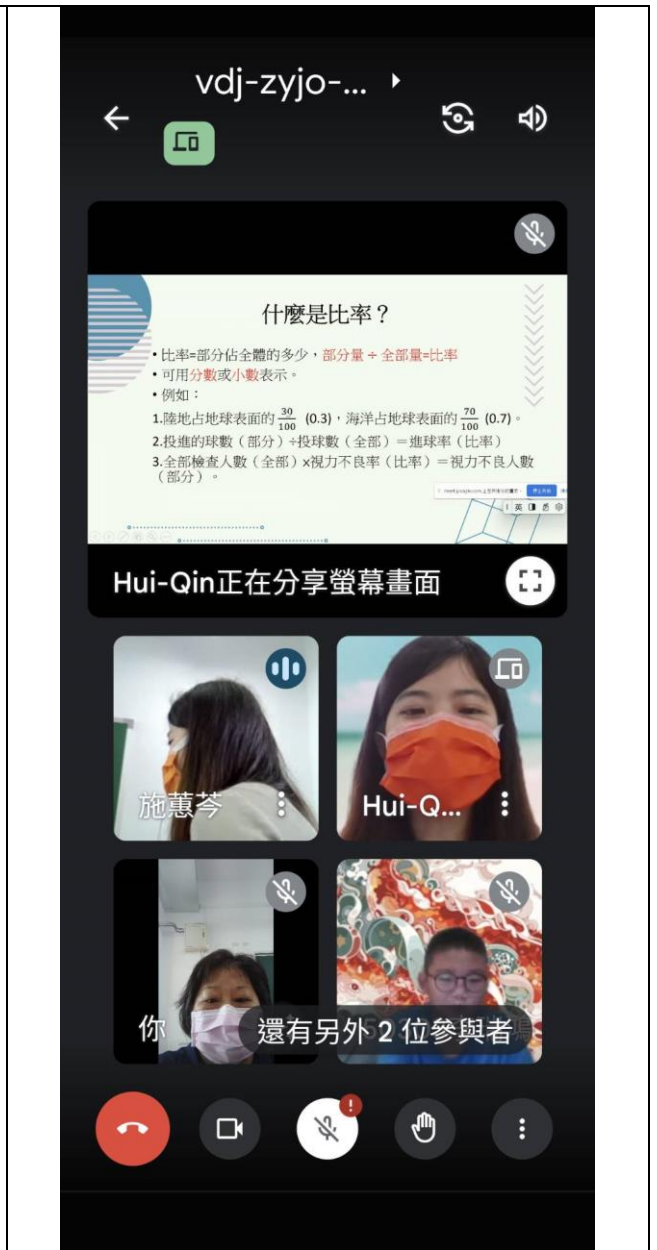 vdj-zyjo-...
什麼是比率？
• 比率=部分佔全體的多少，部分量 ÷ 全部量=比率
• 可用分數或小數表示。
• 例如：
1.陸地占地球表面的 30/100 (0.3)，海洋占地球表面的 70/100 (0.7)。
2.投進的球數（部分）÷投球數（全部）＝進球率（比率）
3.全部檢查人數（全部）x視力不良率（比率）＝視力不良人數
（部分）。
英
Hui-Qin正在分享螢幕畫面
施蕙芩
Hui-Q...
你
還有另外 2 位參與者